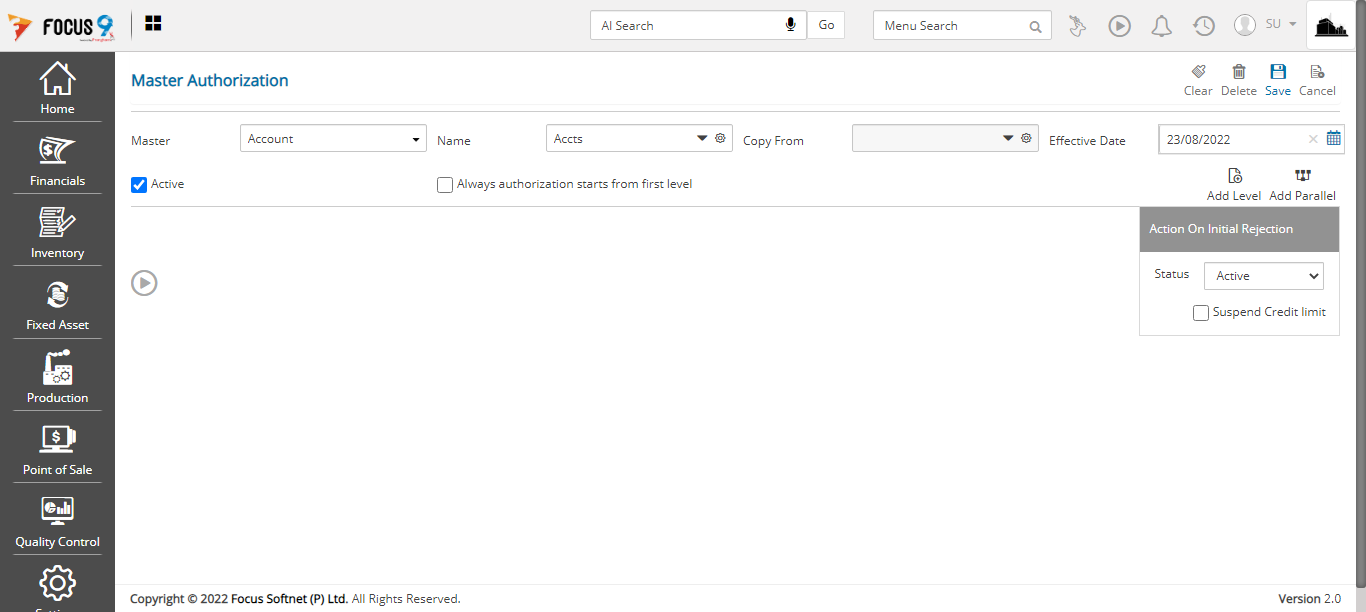 FOCUS 9
AI Search
Go
Menu Search
SU
Home
Financials
Inventory
Fixed Asset
Production
Point of Sale
Quality Control
Master Authorization
Clear
Delete
Save
Cancel
Master
Account
Name
Accts
Copy From
Effective Date
23/08/2022
Active
Always authorization starts from first level
Add Level
Add Parallel
Action On Initial Rejection
Status
Active
Suspend Credit limit
Copyright © 2022 Focus Softnet (P) Ltd. All Rights Reserved.
Version 2.0